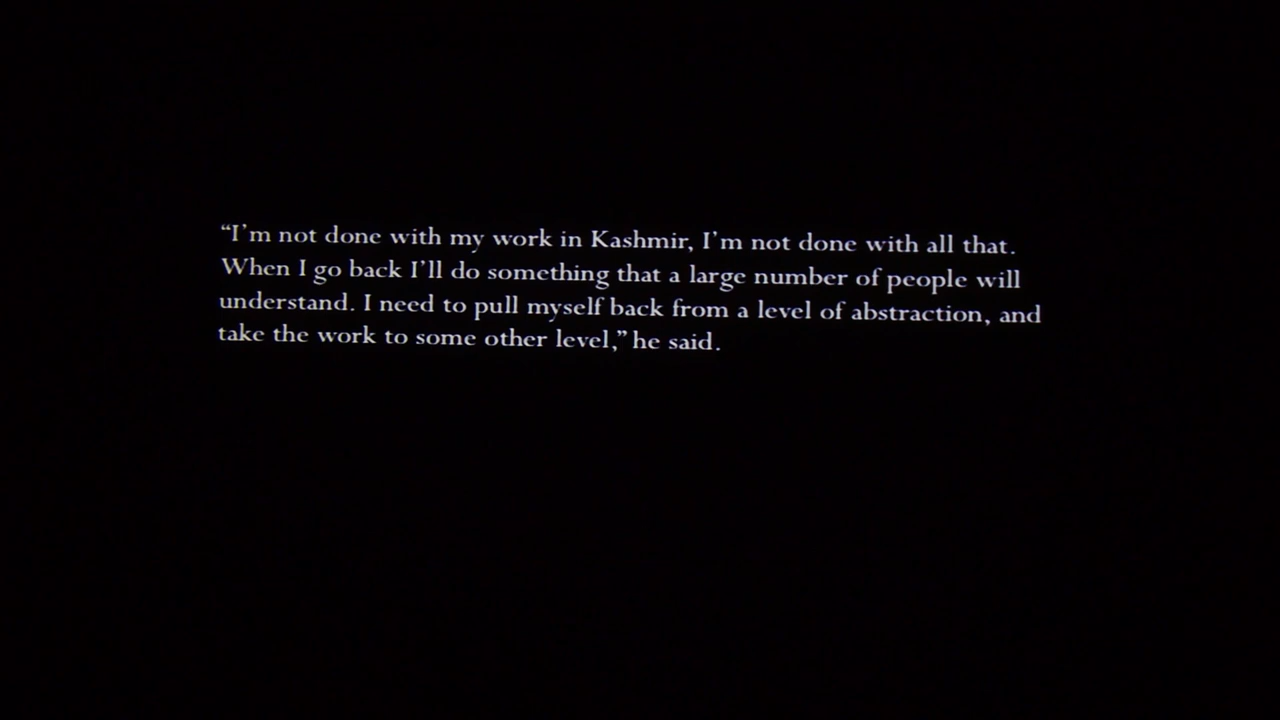 “I’m not done with my work in Kashmir, I’m not done with all that.
When I go back I’ll do something that a large number of people will
understand. I need to pull myself back from a level of abstraction, and
take the work to some other level,” he said.